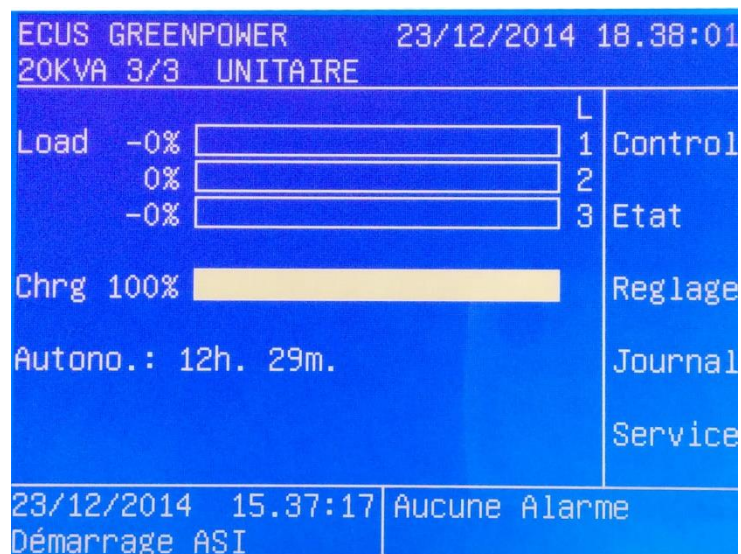 ECUS GREENPOWER 23/12/2014 18.38:01
20KVA 3/3 UNITAIRE
L
Load -0% 1
0% 2
-0% 3
Chrg 100%
Autono.: 12h. 29m.
Control
Etat
Reglage
Journal
Service
23/12/2014 15.37:17
Démarrage ASI
Aucune Alarme